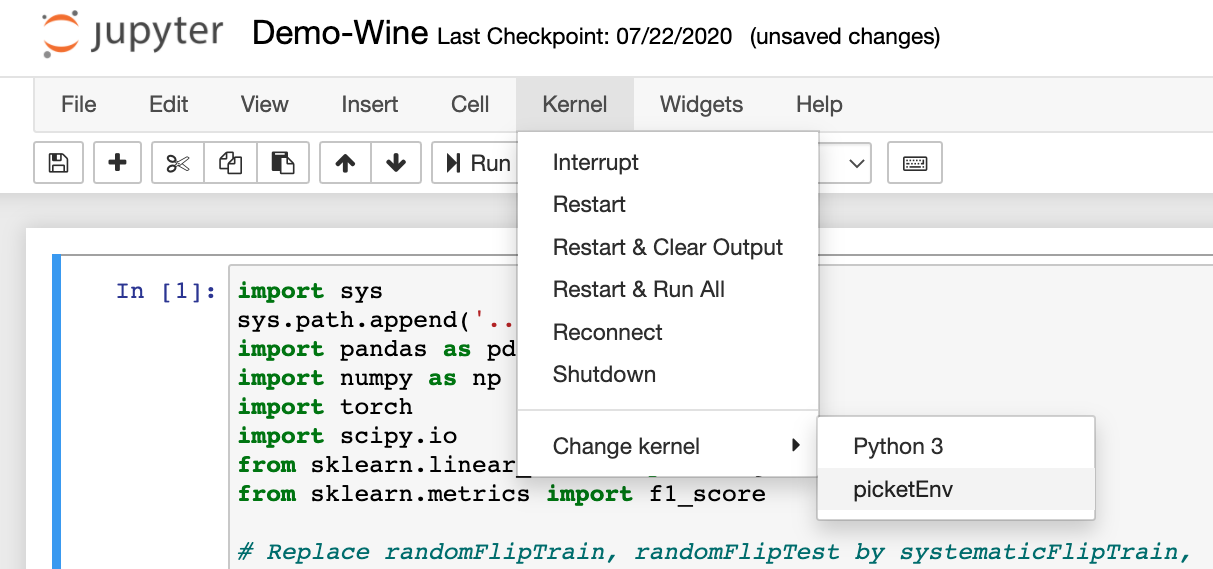 jupyter Demo-Wine Last Checkpoint: 07/22/2020 (unsaved changes)
File Edit View Insert Cell Kernel Widgets Help
Run
Interrupt
Restart
Restart & Clear Output
Restart & Run All
Reconnect
Shutdown
Change kernel
Python 3
picketEnv
In [1]: import sys
sys.path.append('..
import pandas as pd
import numpy as np
import torch
import scipy.io
from sklearn.linear_
from sklearn.metrics import f1_score
# Replace randomFlipTrain, randomFlipTest by systematicFlipTrain,